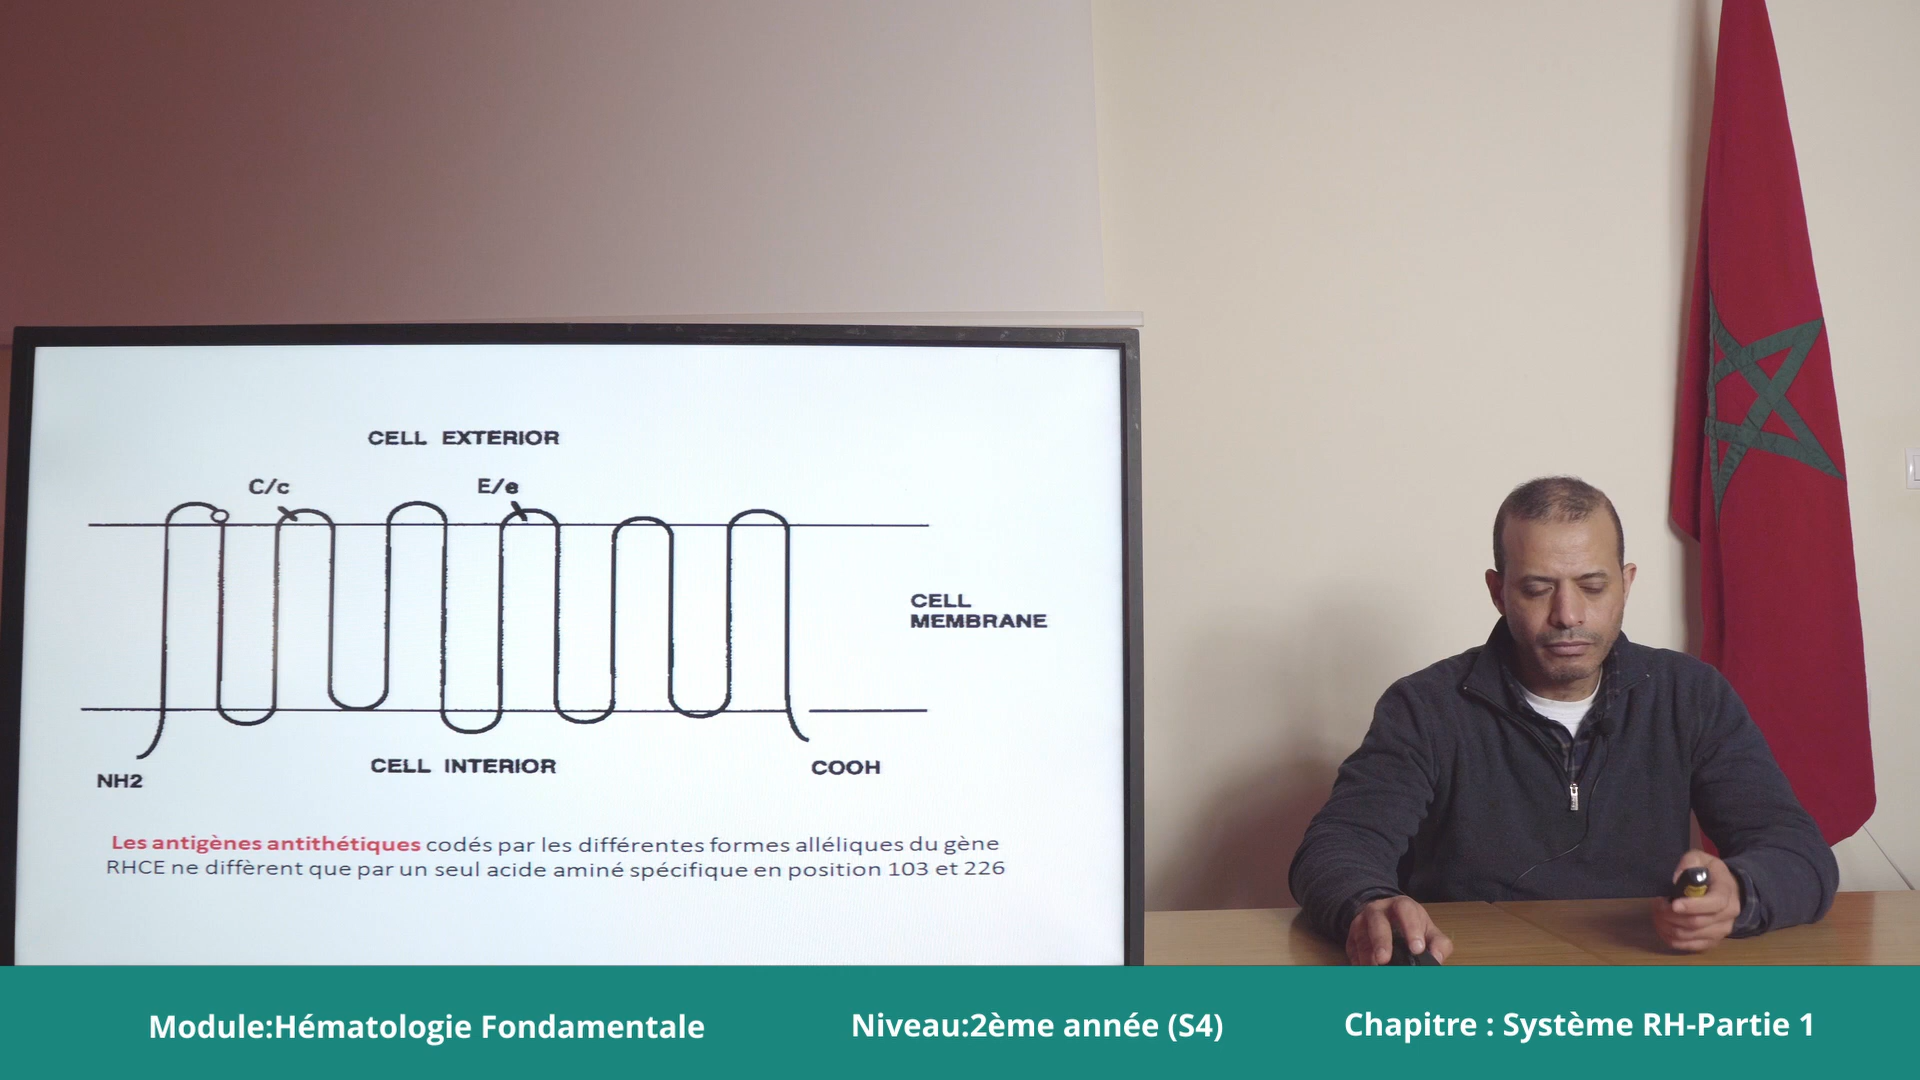 CELL EXTERIOR
C/c
E/e
CELL
MEMBRANE
CELL INTERIOR
NH2
COOH
Les antigènes antithétiques codés par les différentes formes alléliques du gène
RHCE ne diffèrent que par un seul acide aminé spécifique en position 103 et 226
Module:Hématologie Fondamentale
Niveau:2ème année (S4)
Chapitre : Système RH-Partie 1